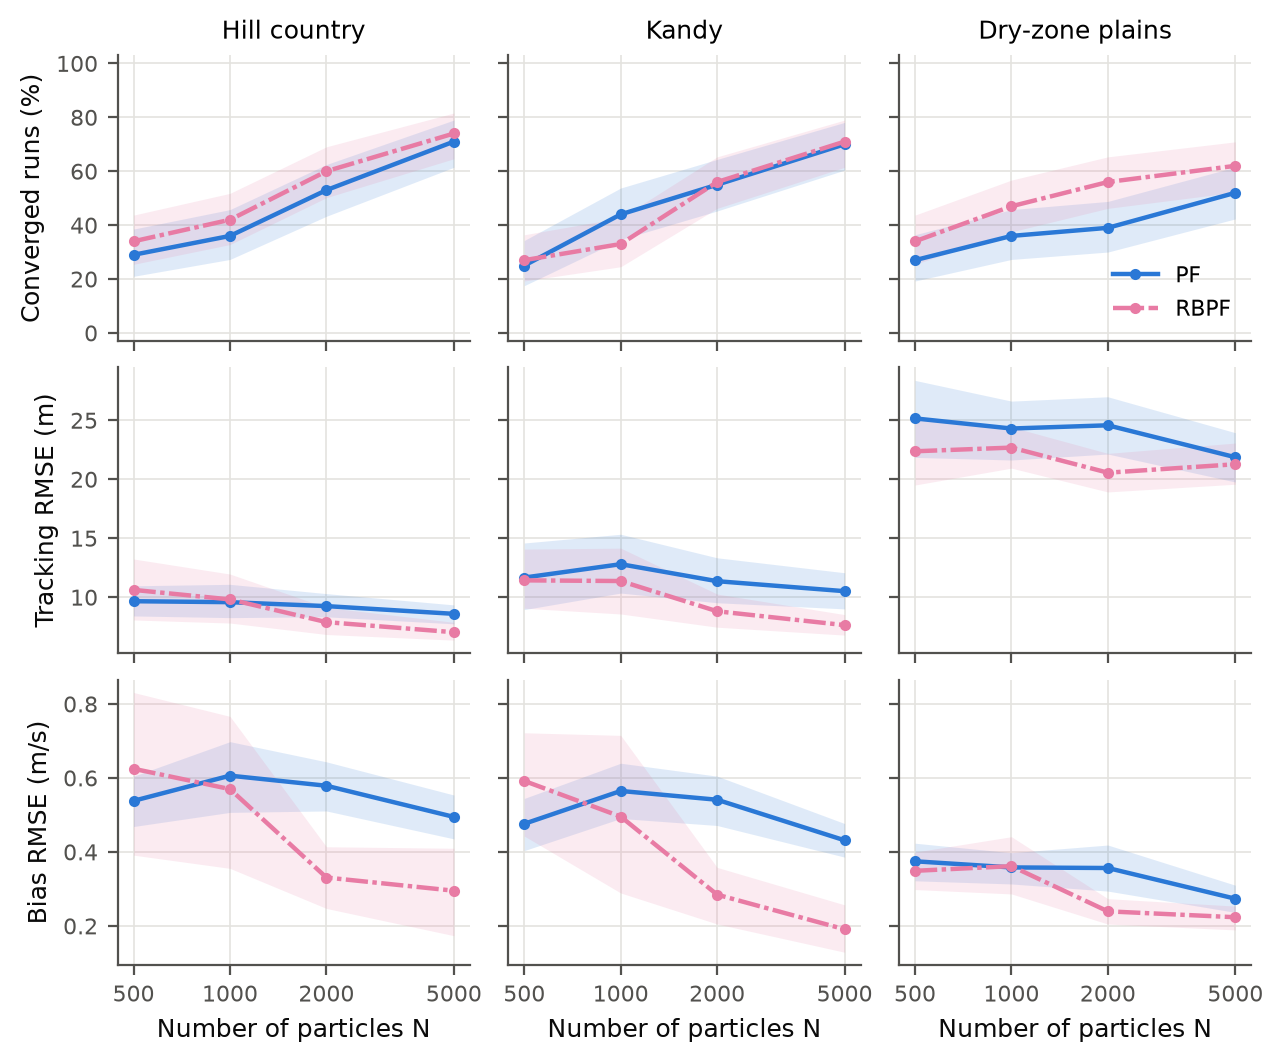 Hill country
Kandy
Dry-zone plains
Converged runs (%)
100
80
60
40
20
0
PF
RBPF
Tracking RMSE (m)
25
20
15
10
Bias RMSE (m/s)
0.8
0.6
0.4
0.2
500 1000 2000 5000
500 1000 2000 5000
500 1000 2000 5000
Number of particles N
Number of particles N
Number of particles N